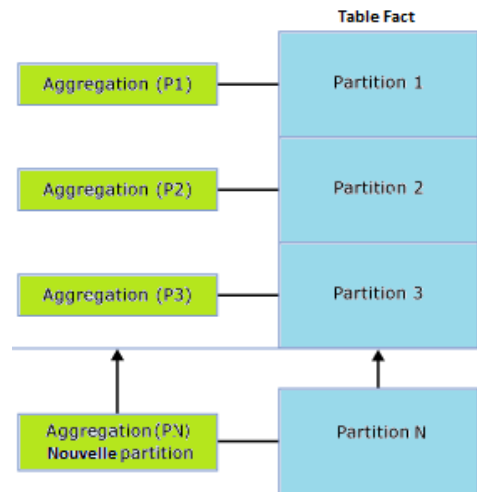 Table Fact
Aggregation (P1)
Partition 1
Aggregation (P2)
Partition 2
Aggregation (P3)
Partition 3
Aggregation (PN)
Nouvelle partition
Partition N